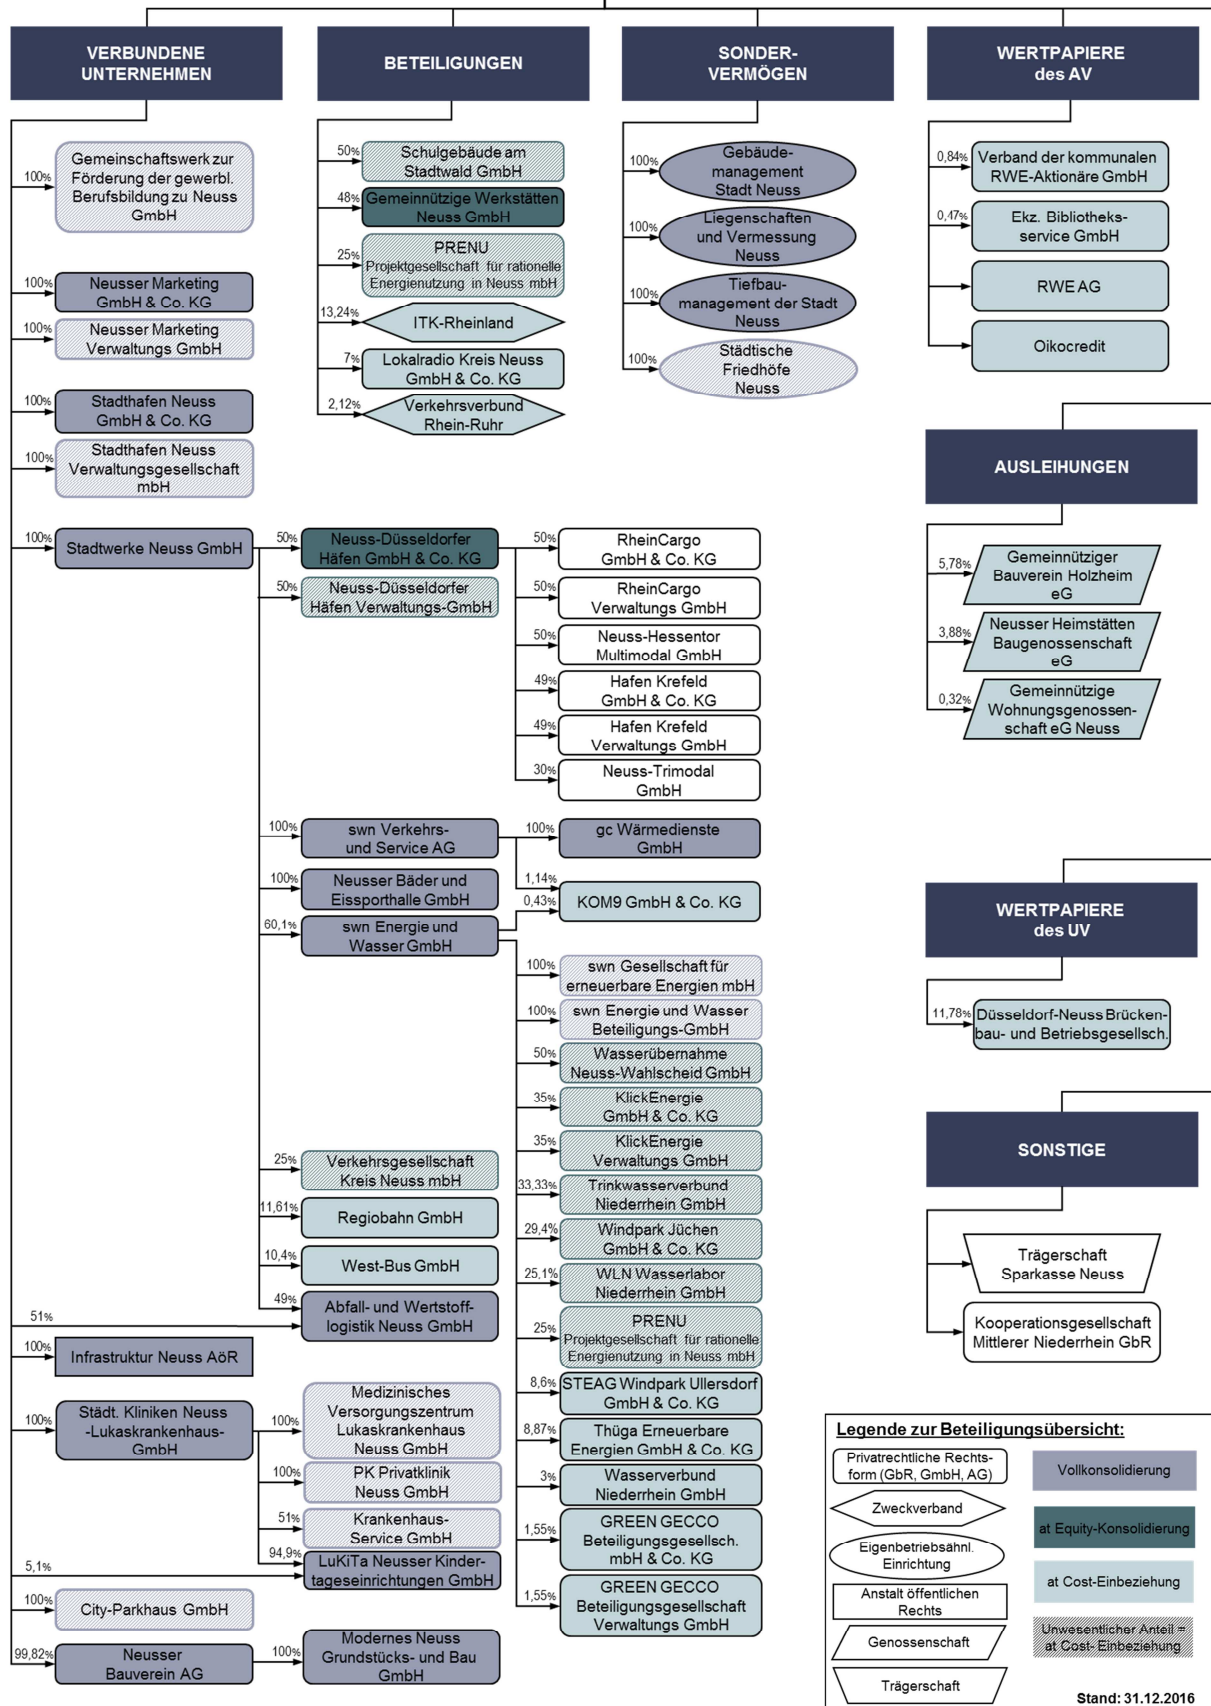 VERBUNDENE
UNTERNEHMEN
100%
Gemeinschaftswerk zur
Förderung der gewerbl.
Berufsbildung zu Neuss
GmbH
100%
Neusser Marketing
GmbH & Co. KG
100%
Neusser Marketing
Verwaltungs GmbH
100%
Stadthafen Neuss
GmbH & Co. KG
100%
Stadthafen Neuss
Verwaltungsgesellschaft
mbH
100%
Stadtwerke Neuss GmbH
50%
Neuss-Düsseldorfer
Häfen GmbH & Co. KG
50%
RheinCargo
GmbH & Co. KG
50%
RheinCargo
Verwaltungs GmbH
50%
Neuss-Hessentor
Multimodal GmbH
49%
Hafen Krefeld
GmbH & Co. KG
49%
Hafen Krefeld
Verwaltungs GmbH
30%
Neuss-Trimodal
GmbH
50%
Neuss-Düsseldorfer
Häfen Verwaltungs-GmbH
100%
swn Verkehrs-
und Service AG
100%
gc Wärmedienste
GmbH
1,14%
0,43%
KOM9 GmbH & Co. KG
100%
Neusser Bäder und
Eissporthalle GmbH
60,1%
swn Energie und
Wasser GmbH
100%
swn Gesellschaft für
erneuerbare Energien mbH
100%
swn Energie und Wasser
Beteiligungs-GmbH
50%
Wasserübernahme
Neuss-Wahlscheid GmbH
35%
KlickEnergie
GmbH & Co. KG
35%
KlickEnergie
Verwaltungs GmbH
33,33%
Trinkwasserverbund
Niederrhein GmbH
29,4%
Windpark Jüchen
GmbH & Co. KG
25,1%
WLN Wasserlabor
Niederrhein GmbH
25%
PRENU
Projektgesellschaft für rationelle
Energienutzung in Neuss mbH
8,6%
STEAG Windpark Ullersdorf
GmbH & Co. KG
8,87%
Thüga Erneuerbare
Energien GmbH & Co. KG
3%
Wasserverbund
Niederrhein GmbH
1,55%
GREEN GECCO
Beteiligungsgesellsch.
mbH & Co. KG
1,55%
GREEN GECCO
Beteiligungsgesellschaft
Verwaltungs GmbH
25%
Verkehrsgesellschaft
Kreis Neuss mbH
11,61%
Regiobahn GmbH
10,4%
West-Bus GmbH
49%
51%
Abfall- und Wertstoff-
logistik Neuss GmbH
100%
Infrastruktur Neuss AöR
100%
Städt. Kliniken Neuss
-Lukaskrankenhaus-
GmbH
100%
Medizinisches
Versorgungszentrum
Lukaskrankenhaus
Neuss GmbH
100%
PK Privatklinik
Neuss GmbH
51%
Krankenhaus-
Service GmbH
94,9%
5,1%
LuKiTa Neusser Kinder-
tageseinrichtungen GmbH
100%
City-Parkhaus GmbH
99,82%
Neusser
Bauverein AG
100%
Modernes Neuss
Grundstücks- und Bau
GmbH
BETEILIGUNGEN
50%
Schulgebäude am
Stadtwald GmbH
48%
Gemeinnützige Werkstätten
Neuss GmbH
25%
PRENU
Projektgesellschaft für rationelle
Energienutzung in Neuss mbH
13,24%
ITK-Rheinland
7%
Lokalradio Kreis Neuss
GmbH & Co. KG
2,12%
Verkehrsverbund
Rhein-Ruhr
SONDER-
VERMÖGEN
100%
Gebäude-
management
Stadt Neuss
100%
Liegenschaften
und Vermessung
Neuss
100%
Tiefbau-
management der Stadt
Neuss
100%
Städtische
Friedhöfe
Neuss
WERTPAPIERE
des AV
0,84%
Verband der kommunalen
RWE-Aktionäre GmbH
0,47%
Ekz. Bibliotheks-
service GmbH
RWE AG
Oikocredit
AUSLEIHUNGEN
5,78%
Gemeinnütziger
Bauverein Holzheim
eG
3,88%
Neusser Heimstätten
Baugenossenschaft
eG
0,32%
Gemeinnützige
Wohnungsgenossen-
schaft eG Neuss
WERTPAPIERE
des UV
11,78%
Düsseldorf-Neuss Brücken-
bau- und Betriebsgesellsch.
SONSTIGE
Trägerschaft
Sparkasse Neuss
Kooperationsgesellschaft
Mittlerer Niederrhein GbR
Legende zur Beteiligungsübersicht:
Privatrechtliche Rechts-
form (GbR, GmbH, AG)
Zweckverband
Eigenbetriebsähnl.
Einrichtung
Anstalt öffentlichen
Rechts
Genossenschaft
Trägerschaft
Vollkonsolidierung
at Equity-Konsolidierung
at Cost-Einbeziehung
Unwesentlicher Anteil =
at Cost- Einbeziehung
Stand: 31.12.2016